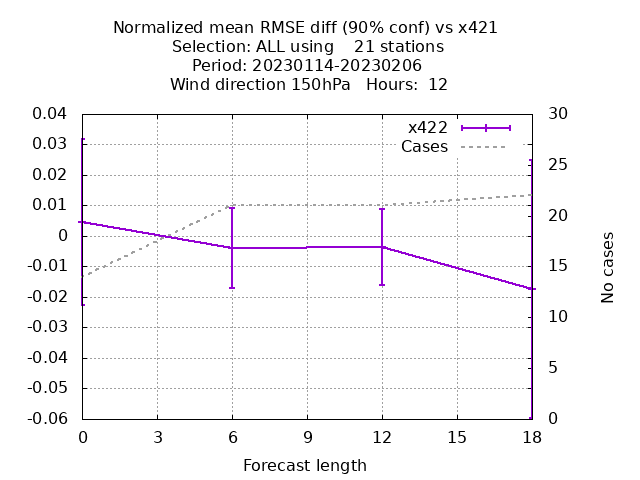 Normalized mean RMSE diff (90% conf) vs x421
Selection: ALL using    21 stations
Period: 20230114-20230206
Wind direction 150hPa   Hours:  12
x422
Cases
0.04
0.03
0.02
0.01
0
-0.01
-0.02
-0.03
-0.04
-0.05
-0.06
30
25
20
15
10
5
0
No cases
0 3 6 9 12 15 18
Forecast length